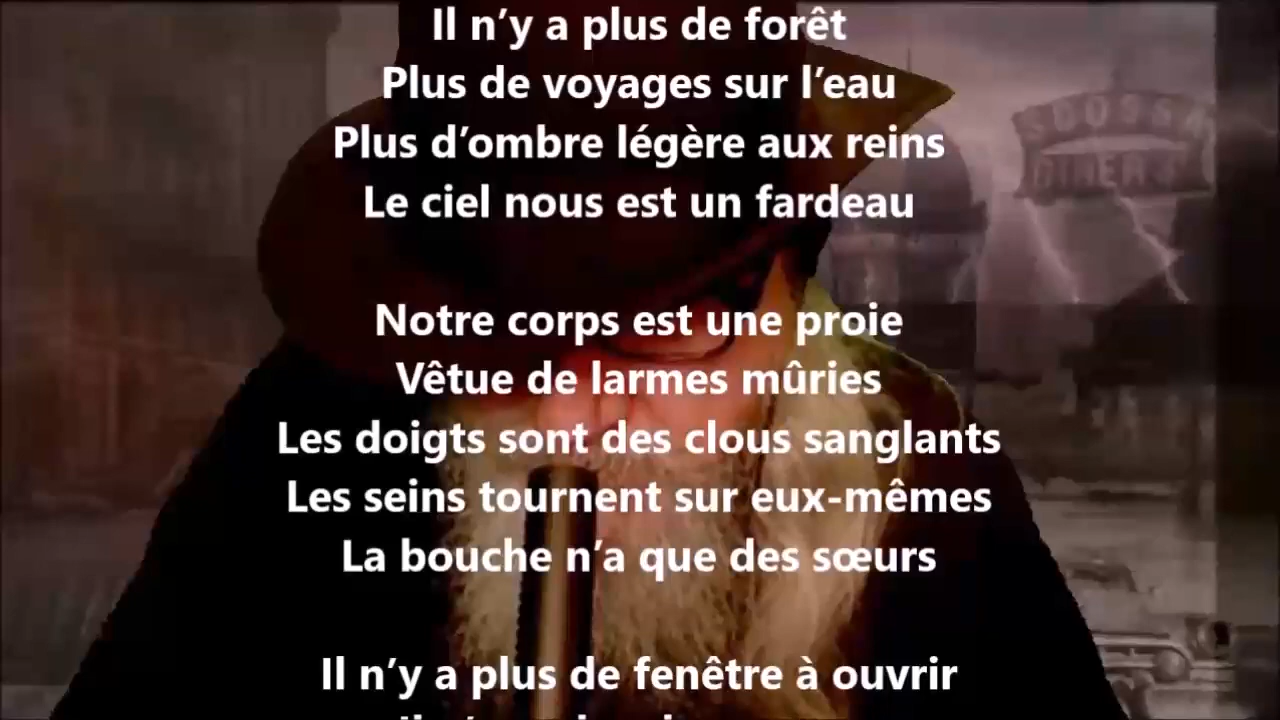 Il n’y a plus de forêt
Plus de voyages sur l’eau
Plus d’ombre légère aux reins
Le ciel nous est un fardeau
Notre corps est une proie
Vêtue de larmes mûries
Les doigts sont des clous sanglants
Les seins tournent sur eux-mêmes
La bouche n’a que des sœurs
Il n’y a plus de fenêtre à ouvrir